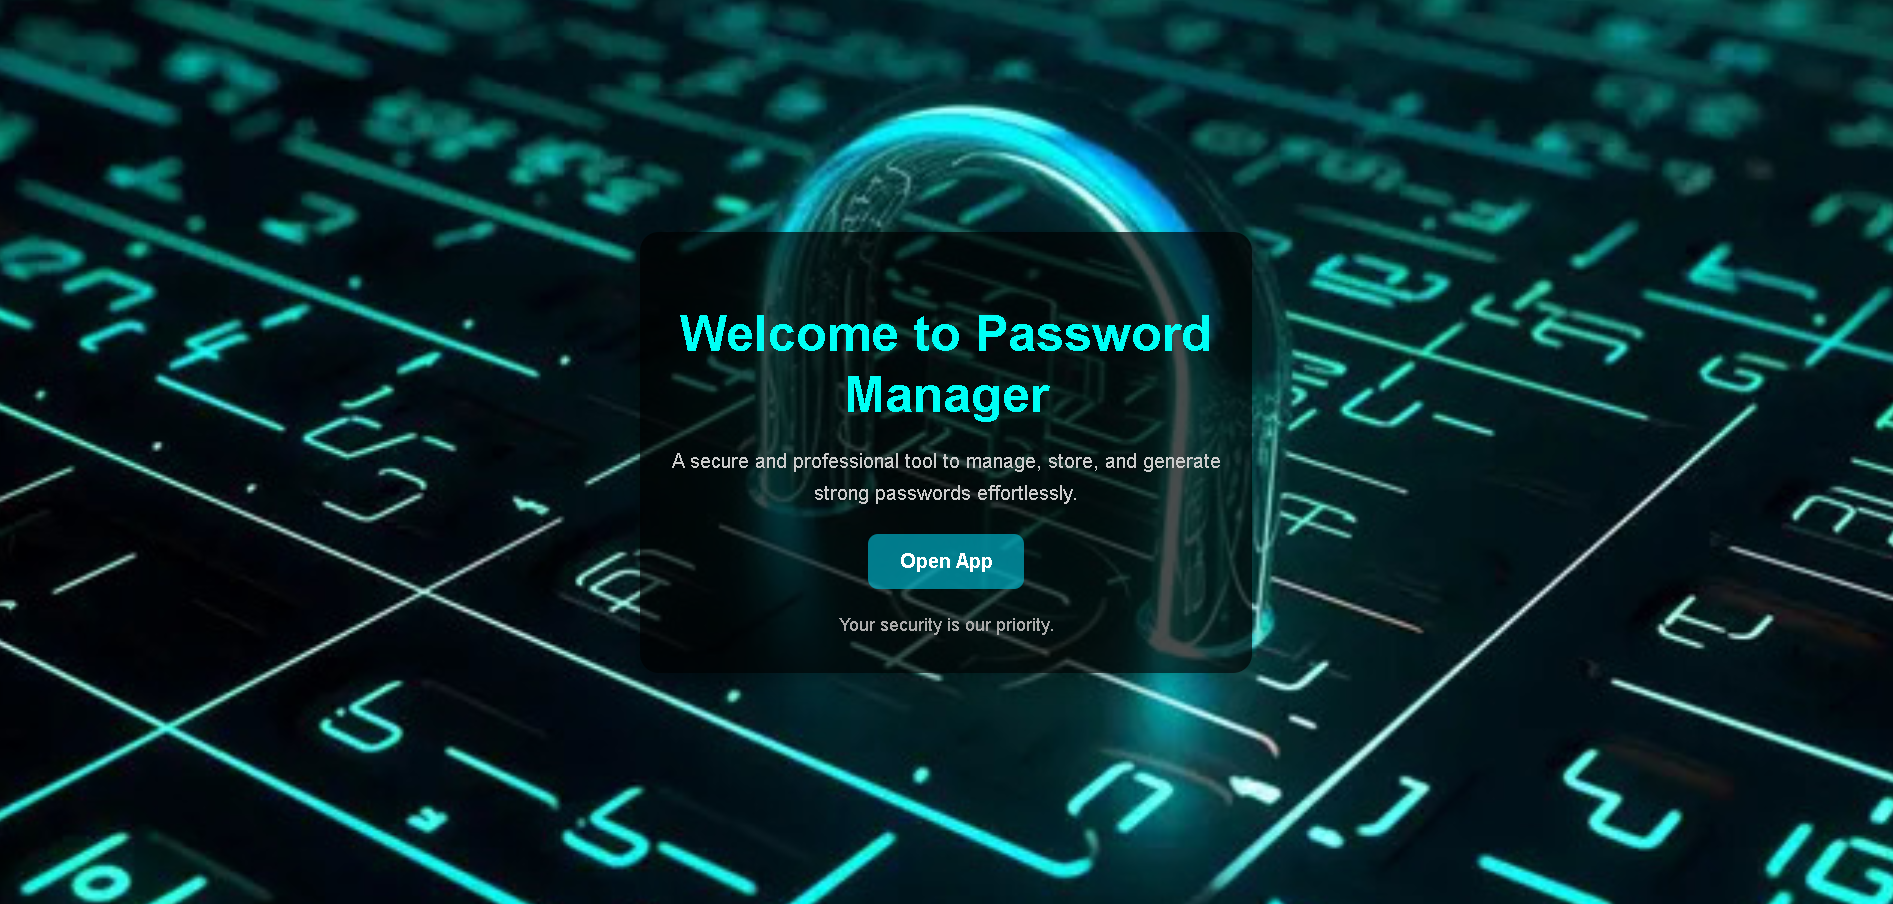 Welcome to Password
Manager
A secure and professional tool to manage, store, and generate
strong passwords effortlessly.
Open App
Your security is our priority.